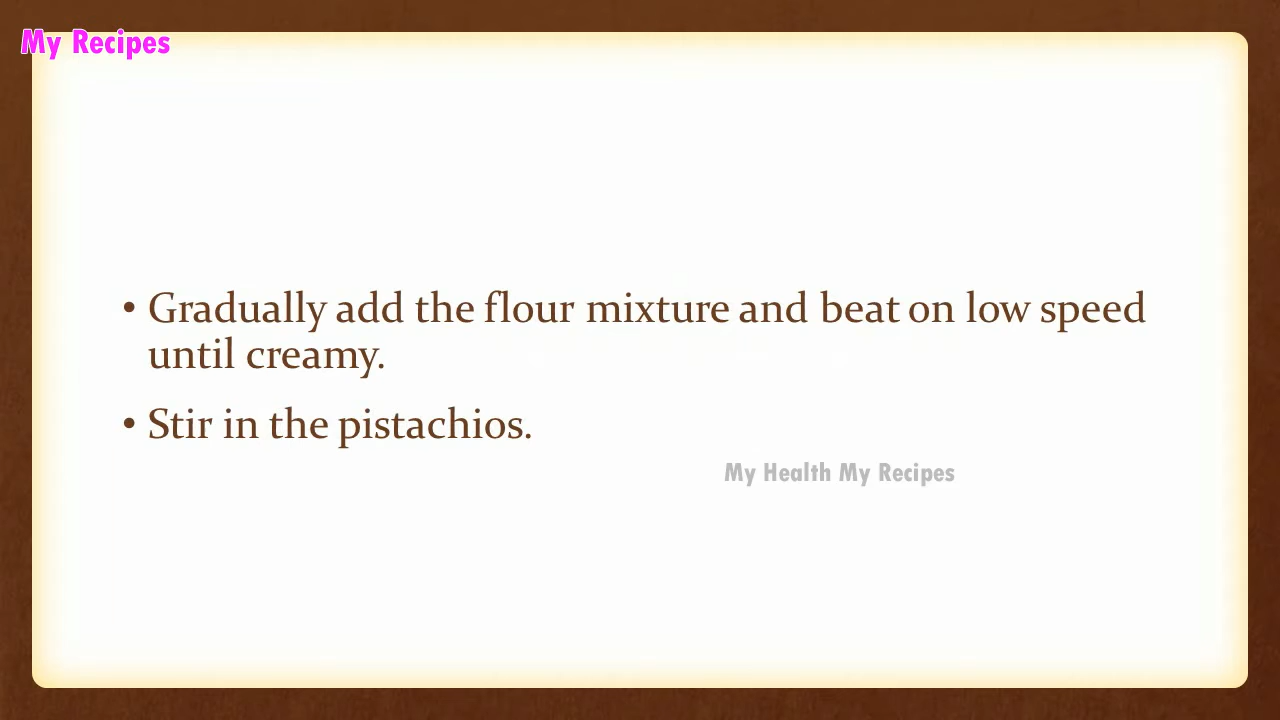 My Recipes
• Gradually add the flour mixture and beat on low speed
until creamy.
• Stir in the pistachios.
My Health My Recipes